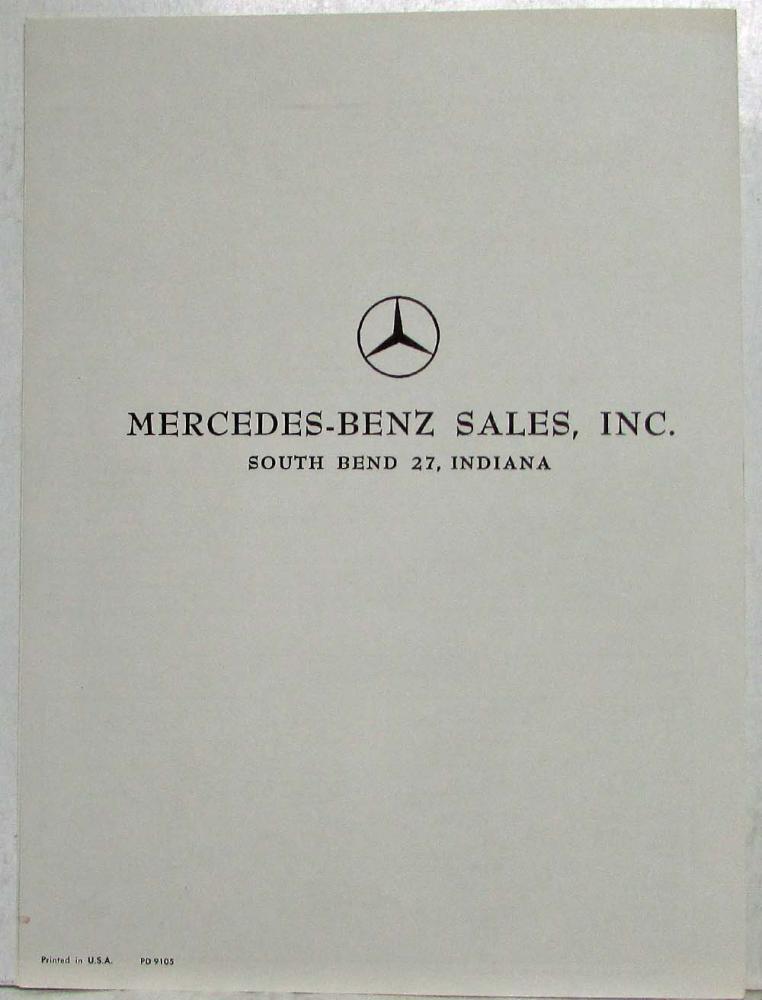 MERCEDES-BENZ SALES, INC.
SOUTH BEND 27, INDIANA
Printed in U.S.A. PD 9105